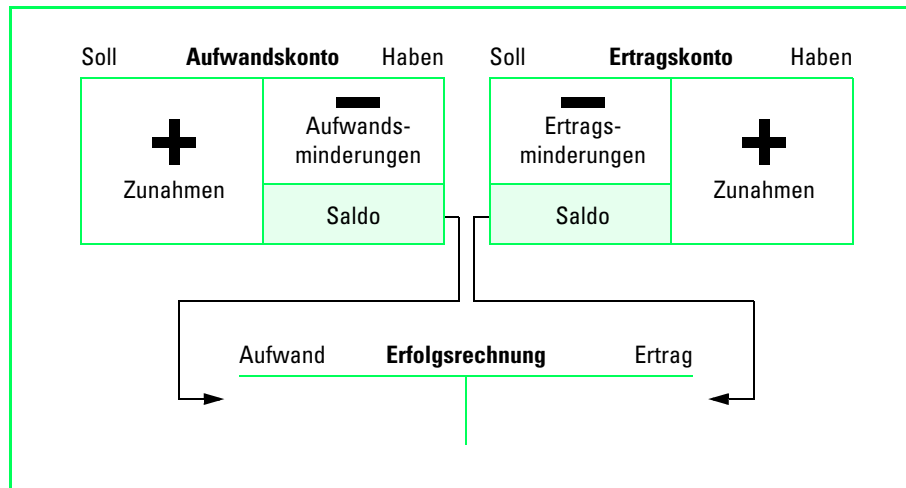 Soll Aufwandskonto Haben
Aufwands-
minderungen
Zunahmen
Saldo
Soll Ertragskonto Haben
Ertrags-
minderungen
Zunahmen
Saldo
Aufwand Erfolgsrechnung Ertrag